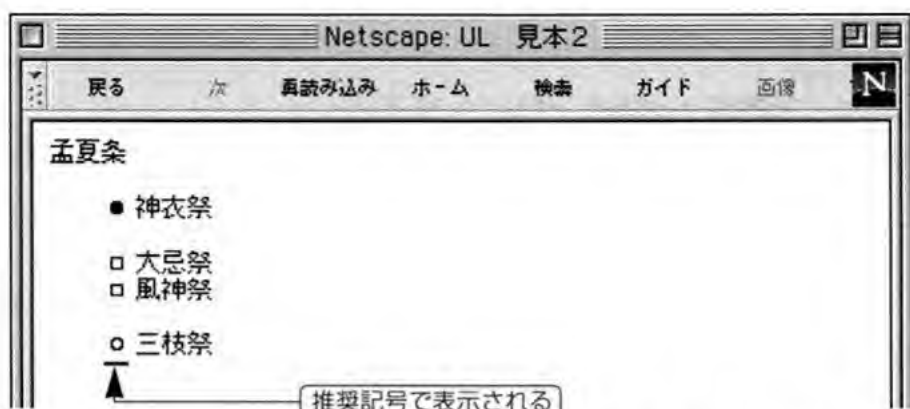 Netscape: UL 見本2
戻る 次 再読み込み ホーム 検索 ガイド 画像 N
孟夏条
● 神衣祭
□ 大忌祭
□ 風神祭
○ 三枝祭
推奨記号で表示される